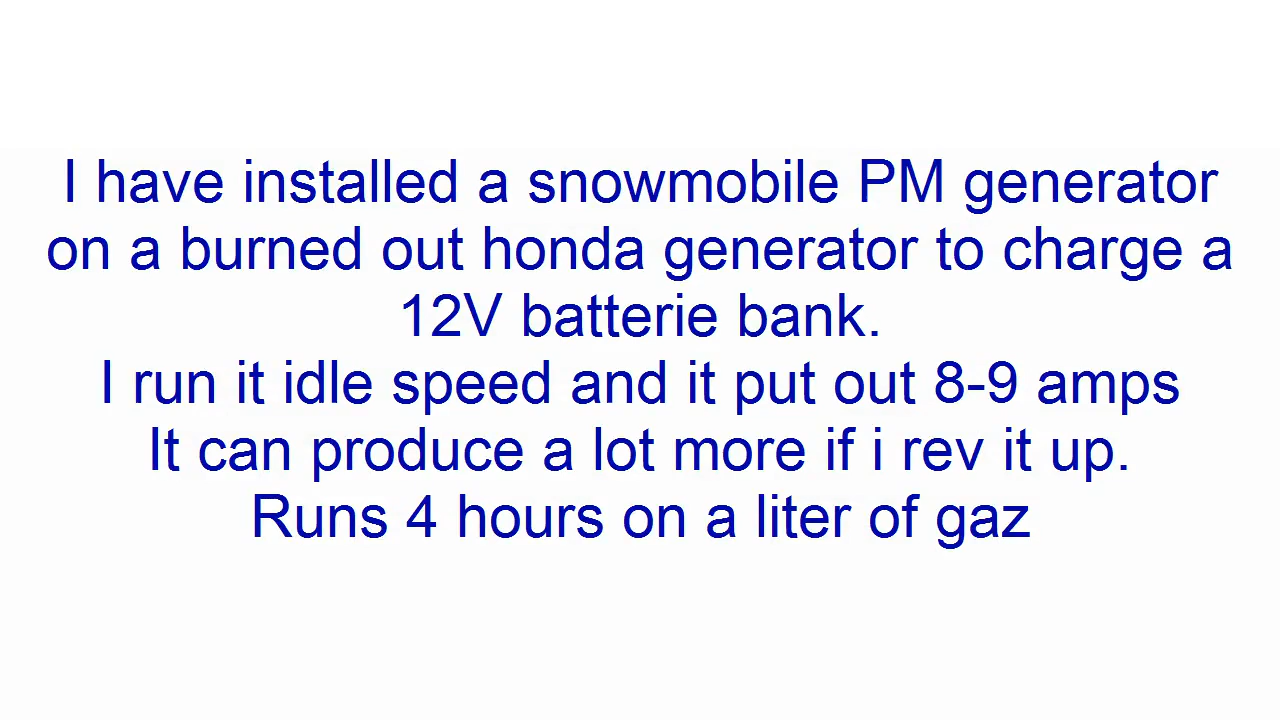 I have installed a snowmobile PM generator
on a burned out honda generator to charge a
12V batterie bank.
I run it idle speed and it put out 8-9 amps
It can produce a lot more if i rev it up.
Runs 4 hours on a liter of gaz